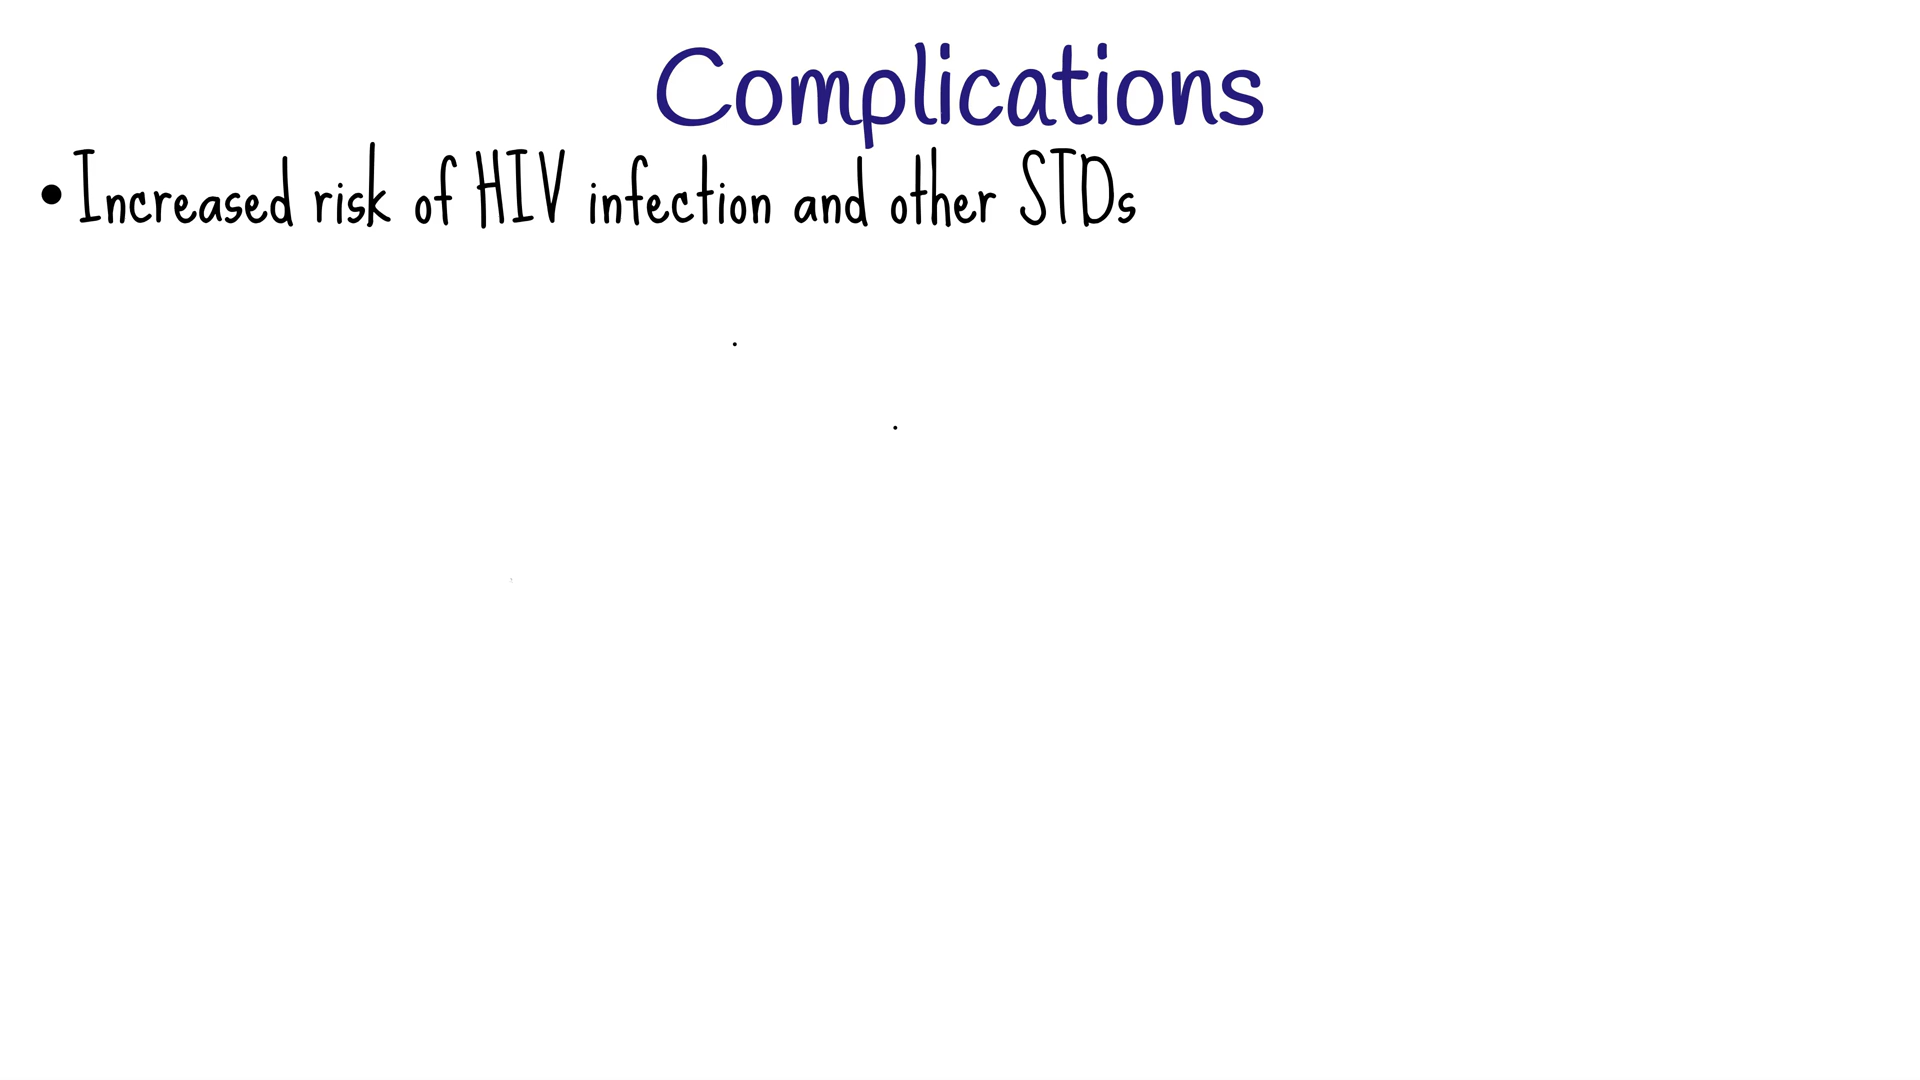 Complications
• Increased risk of HIV infection and other STDs